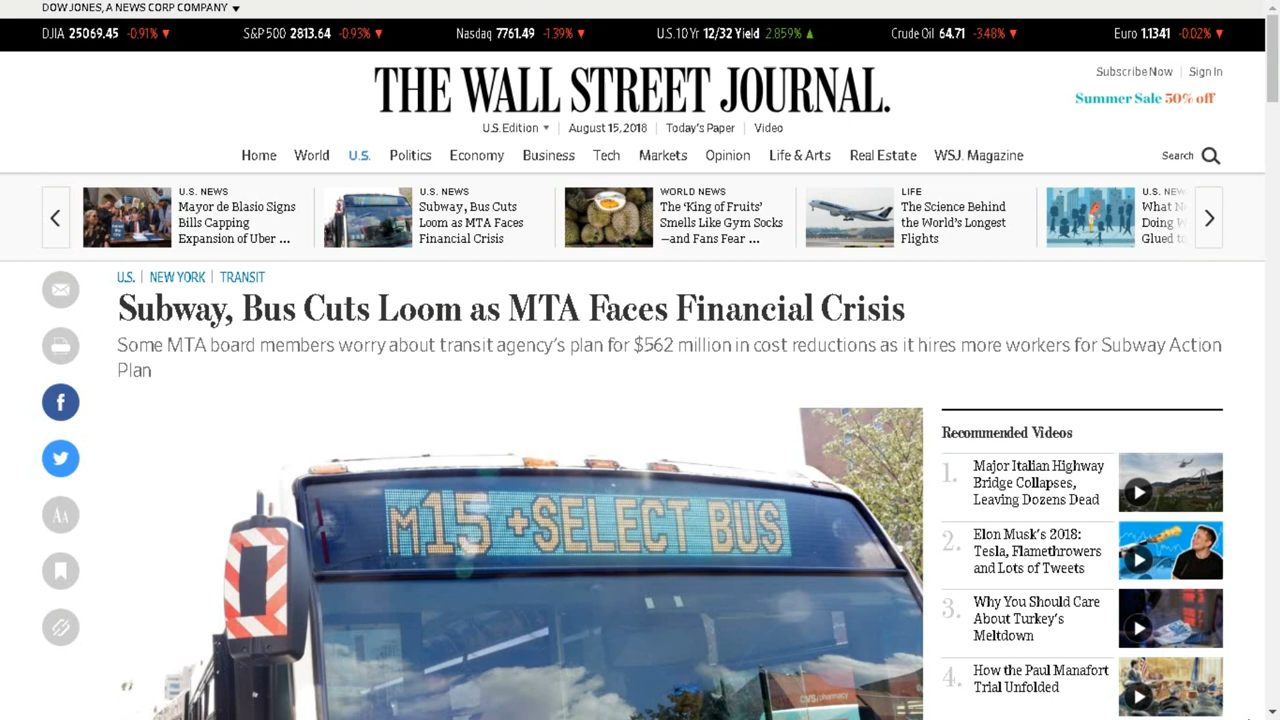 DOW JONES, A NEWS CORP COMPANY
DJIA 25069.45 -0.91% ▼ S&P 500 2813.64 -0.93% ▼ Nasdaq 7761.49 -1.39% ▼ U.S. 10 Yr 12/32 Yield 2.859% ▲ Crude Oil 64.71 -3.48% ▼ Euro 1.1341 -0.02% ▼
THE WALL STREET JOURNAL.
Subscribe Now | Sign In
Summer Sale 50% off
U.S. Edition ▼ | August 15, 2018 | Today's Paper | Video
Home World U.S. Politics Economy Business Tech Markets Opinion Life & Arts Real Estate WSJ. Magazine Search
U.S. NEWS
Mayor de Blasio Signs
Bills Capping
Expansion of Uber ...
U.S. NEWS
Subway, Bus Cuts
Loom as MTA Faces
Financial Crisis
WORLD NEWS
The 'King of Fruits'
Smells Like Gym Socks
—and Fans Fear ...
LIFE
The Science Behind
the World's Longest
Flights
U.S. NEW
What N
Doing W
Glued to
U.S. | NEW YORK | TRANSIT
Subway, Bus Cuts Loom as MTA Faces Financial Crisis
Some MTA board members worry about transit agency's plan for $562 million in cost reductions as it hires more workers for Subway Action
Plan
M15 +SELECT BUS
CVS/pharmacy
Recommended Videos
1. Major Italian Highway
Bridge Collapses,
Leaving Dozens Dead
2. Elon Musk's 2018:
Tesla, Flamethrowers
and Lots of Tweets
3. Why You Should Care
About Turkey's
Meltdown
4. How the Paul Manafort
Trial Unfolded